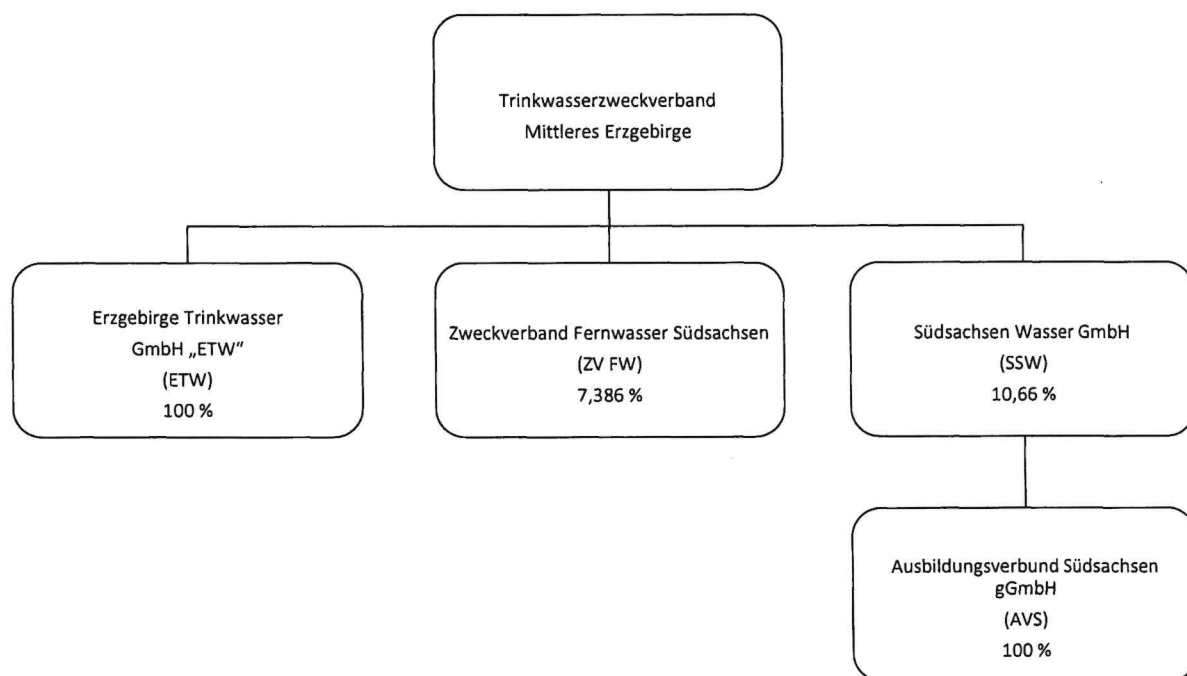 Trinkwasserzweckverband
Mittleres Erzgebirge
Erzgebirge Trinkwasser
GmbH „ETW“
(ETW)
100 %
Zweckverband Fernwasser Südsachsen
(ZV FW)
7,386 %
Südsachsen Wasser GmbH
(SSW)
10,66 %
Ausbildungsverbund Südsachsen
gGmbH
(AVS)
100 %